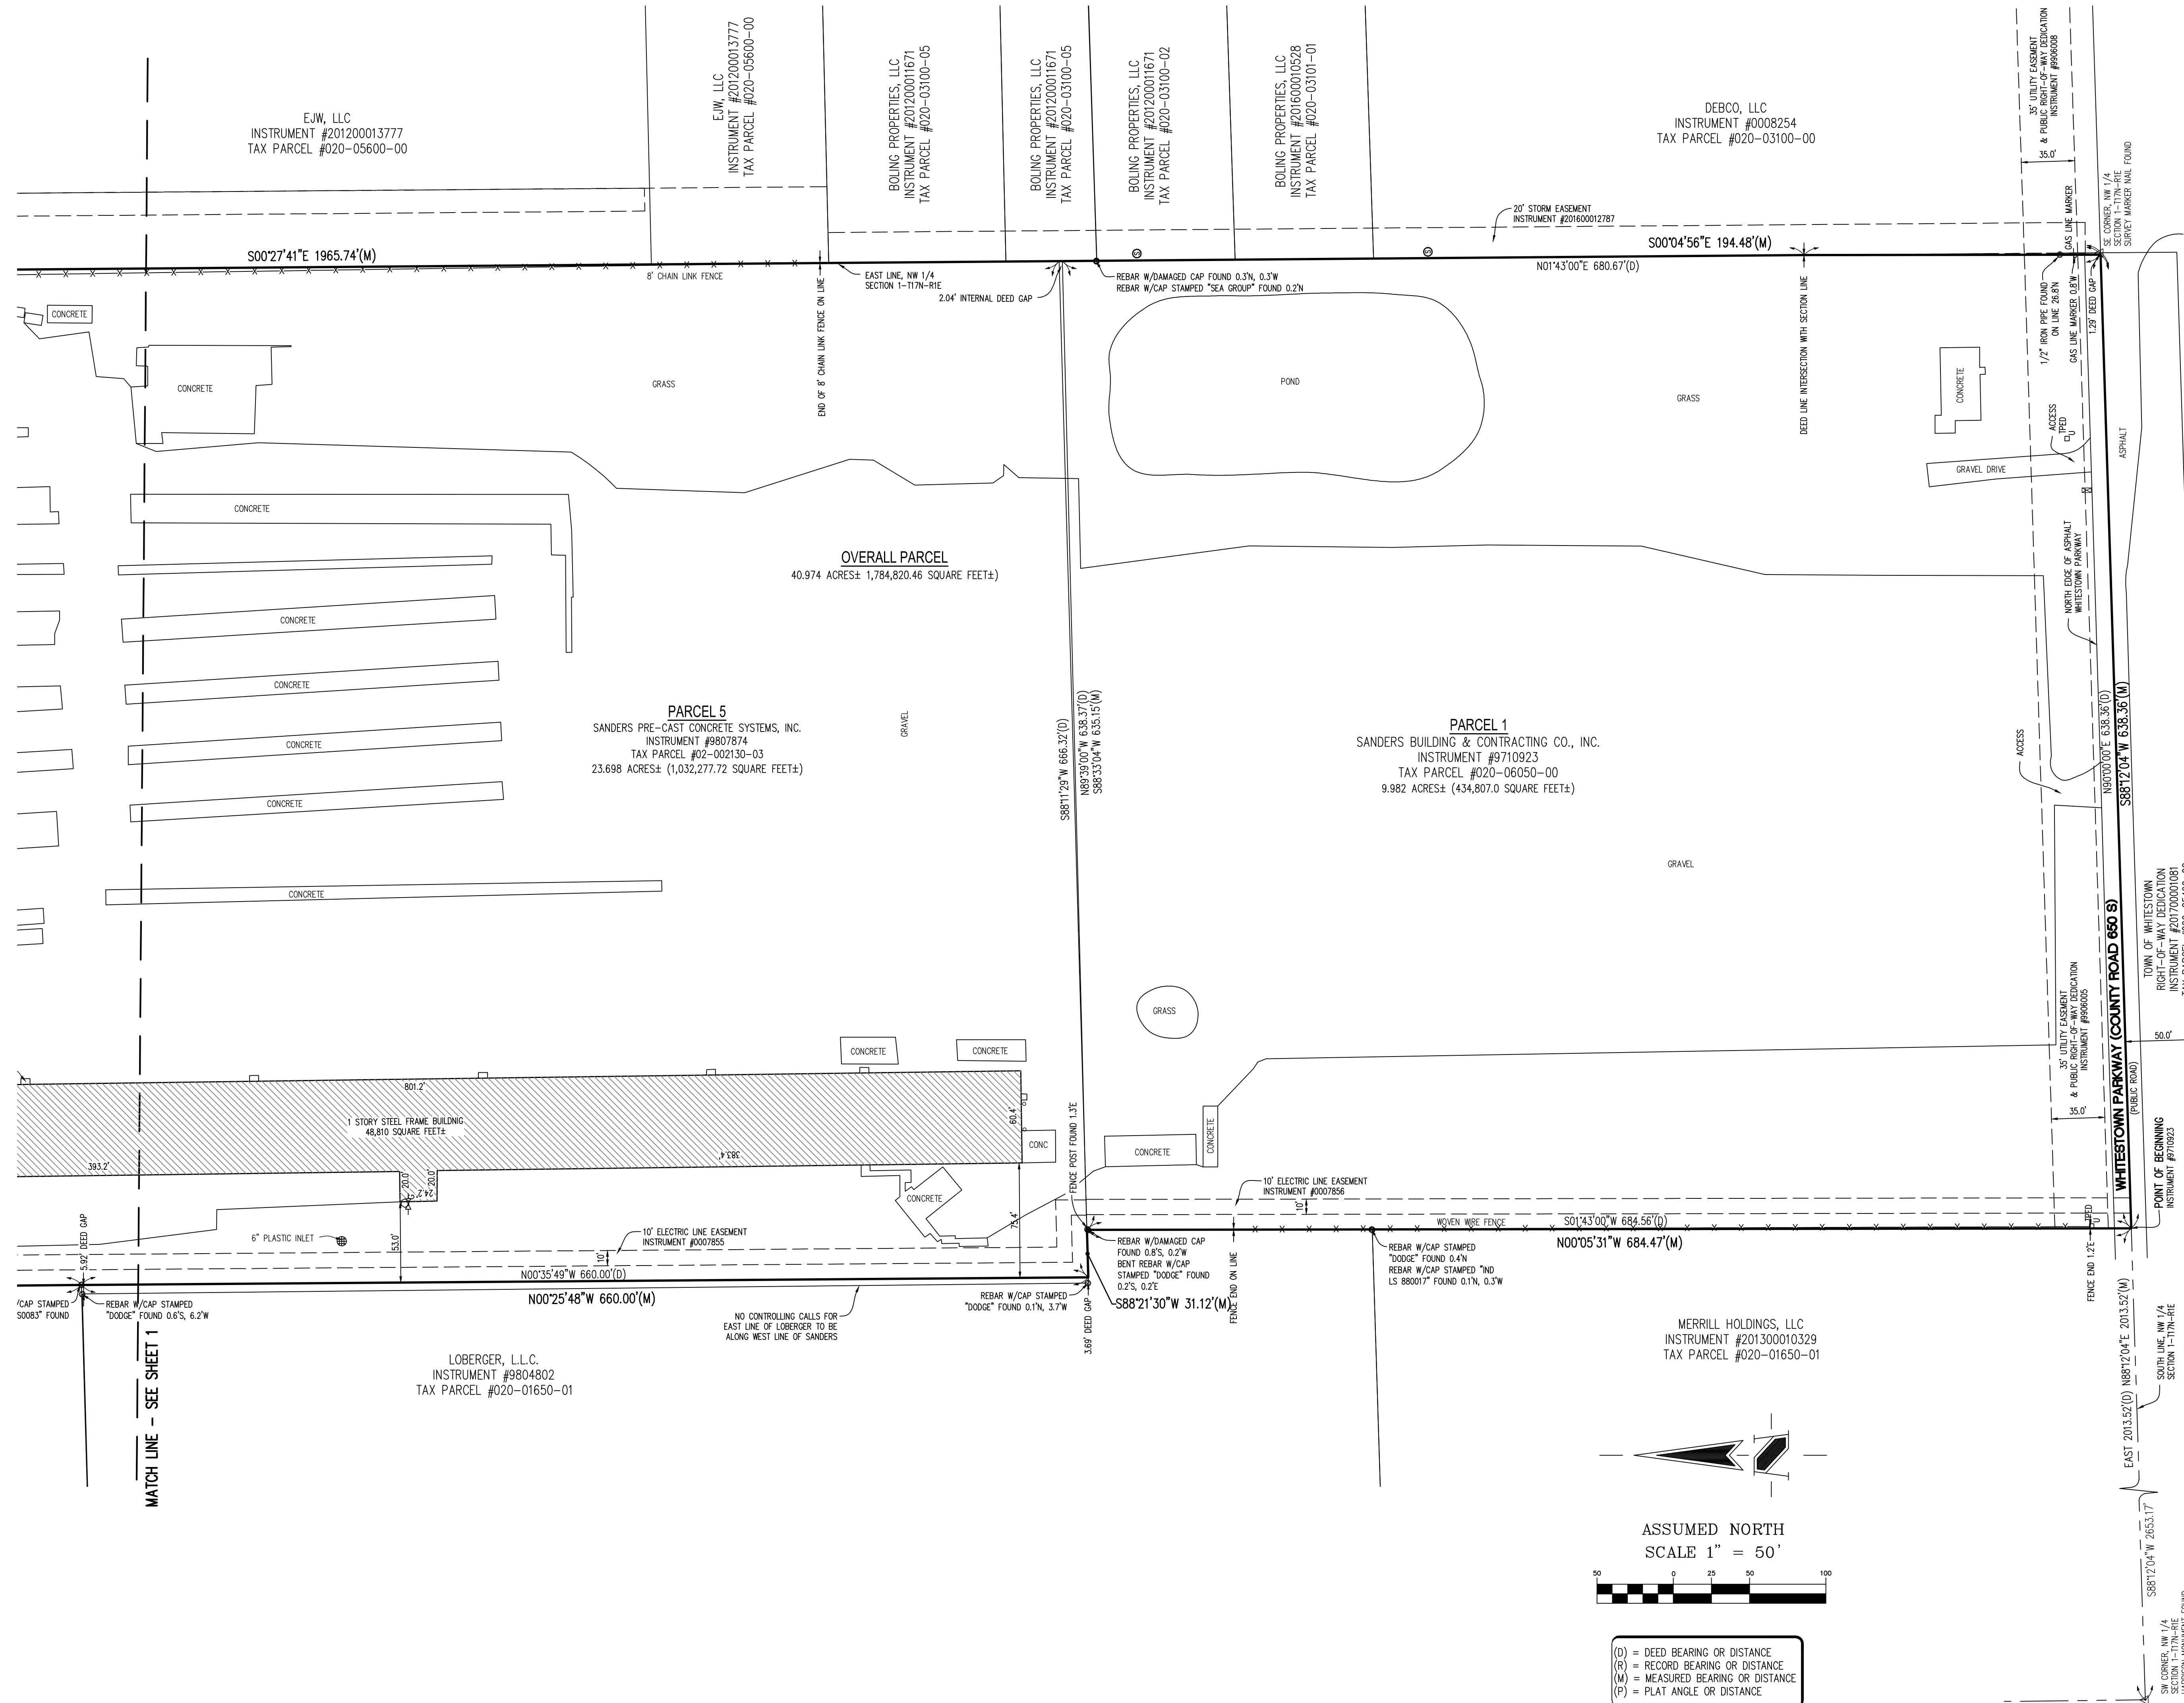 EJW, LLC
INSTRUMENT #201200013777
TAX PARCEL #020-05600-00
EJW, LLC
INSTRUMENT #201200013777
TAX PARCEL #020-05600-00
BOLING PROPERTIES, LLC
INSTRUMENT #201200011671
TAX PARCEL #020-03100-05
BOLING PROPERTIES, LLC
INSTRUMENT #201200011671
TAX PARCEL #020-03100-05
BOLING PROPERTIES, LLC
INSTRUMENT #201200011671
TAX PARCEL #020-03100-02
BOLING PROPERTIES, LLC
INSTRUMENT #201600010528
TAX PARCEL #020-03101-01
DEBCO, LLC
INSTRUMENT #0008254
TAX PARCEL #020-03100-00
35' UTILITY EASEMENT
& PUBLIC RIGHT-OF-WAY DEDICATION
INSTRUMENT #9906008
35.0'
GAS LINE MARKER
SE CORNER, NW 1/4
SECTION 1-T17N-R1E
SURVEY MARKER NAIL FOUND
20' STORM EASEMENT
INSTRUMENT #201600012787
S00°27'41"E 1965.74'(M)
8' CHAIN LINK FENCE
EAST LINE, NW 1/4
SECTION 1-T17N-R1E
2.04' INTERNAL DEED GAP
S
S
REBAR W/DAMAGED CAP FOUND 0.3'N, 0.3'W
REBAR W/CAP STAMPED "SEA GROUP" FOUND 0.2'N
S00°04'56"E 194.48'(M)
N01°43'00"E 680.67'(D)
END OF 8' CHAIN LINK FENCE ON LINE
DEED LINE INTERSECTION WITH SECTION LINE
1/2" IRON PIPE FOUND
ON LINE 26.8'N
GAS LINE MARKER 0.8'W
1.29' DEED GAP
CONCRETE
CONCRETE
GRASS
POND
GRASS
CONCRETE
ACCESS
TPED
U
ASPHALT
GRAVEL DRIVE
CONCRETE
NORTH EDGE OF ASPHALT
WHITESTOWN PARKWAY
OVERALL PARCEL
40.974 ACRES± 1,784,820.46 SQUARE FEET±)
CONCRETE
CONCRETE
CONCRETE
CONCRETE
CONCRETE
PARCEL 5
SANDERS PRE-CAST CONCRETE SYSTEMS, INC.
INSTRUMENT #9807874
TAX PARCEL #02-002130-03
23.698 ACRES± (1,032,277.72 SQUARE FEET±)
GRAVEL
S88°11'29"W 666.32'(D)
N89°39'00"W 638.37'(D)
S88°33'04"W 635.15'(M)
PARCEL 1
SANDERS BUILDING & CONTRACTING CO., INC.
INSTRUMENT #9710923
TAX PARCEL #020-06050-00
9.982 ACRES± (434,807.0 SQUARE FEET±)
ACCESS
N90°00'00"E 638.36'(D)
S88°12'04"W 638.36'(M)
GRAVEL
WHITESTOWN PARKWAY (COUNTY ROAD 650 S)
(PUBLIC ROAD)
TOWN OF WHITESTOWN
RIGHT-OF-WAY DEDICATION
INSTRUMENT #201700001081
50.0'
35' UTILITY EASEMENT
& PUBLIC RIGHT-OF-WAY DEDICATION
INSTRUMENT #9906005
35.0'
GRASS
CONCRETE
CONCRETE
801.2'
1 STORY STEEL FRAME BUILDNIG
48,810 SQUARE FEET±
60.4'
CONC
393.2'
383.4'
20.0'
20.0'
24.2'
G
CONCRETE
75.4'
FENCE POST FOUND 1.3'E
CONCRETE
CONCRETE
10' ELECTRIC LINE EASEMENT
INSTRUMENT #0007856
10'
POINT OF BEGINNING
INSTRUMENT #9710923
5.92' DEED GAP
6" PLASTIC INLET
53.0'
10' ELECTRIC LINE EASEMENT
INSTRUMENT #0007855
10'
WOVEN WIRE FENCE
S01°43'00"W 684.56'(D)
N00°05'31"W 684.47'(M)
TPED
U
FENCE END 1.2'E
REBAR W/DAMAGED CAP
FOUND 0.8'S, 0.2'W
BENT REBAR W/CAP
STAMPED "DODGE" FOUND
0.2'S, 0.2'E
FENCE END ON LINE
REBAR W/CAP STAMPED
"DODGE" FOUND 0.4'N
REBAR W/CAP STAMPED "IND
LS 880017" FOUND 0.1'N, 0.3'W
N00°35'49"W 660.00'(D)
N00°25'48"W 660.00'(M)
/CAP STAMPED
S0083" FOUND
REBAR W/CAP STAMPED
"DODGE" FOUND 0.6'S, 6.2'W
REBAR W/CAP STAMPED
"DODGE" FOUND 0.1'N, 3.7'W
S88°21'30"W 31.12'(M)
3.69' DEED GAP
NO CONTROLLING CALLS FOR
EAST LINE OF LOBERGER TO BE
ALONG WEST LINE OF SANDERS
MATCH LINE - SEE SHEET 1
LOBERGER, L.L.C.
INSTRUMENT #9804802
TAX PARCEL #020-01650-01
MERRILL HOLDINGS, LLC
INSTRUMENT #201300010329
TAX PARCEL #020-01650-01
EAST 2013.52'(D) N88°12'04"E 2013.52'(M)
SOUTH LINE, NW 1/4
SECTION 1-T17N-R1E
S88°12'04"W 2653.17'
SW CORNER, NW 1/4
SECTION 1-T17N-R1E
ASSUMED NORTH
SCALE 1" = 50'
50 0 25 50 100
(D) = DEED BEARING OR DISTANCE
(R) = RECORD BEARING OR DISTANCE
(M) = MEASURED BEARING OR DISTANCE
(P) = PLAT ANGLE OR DISTANCE